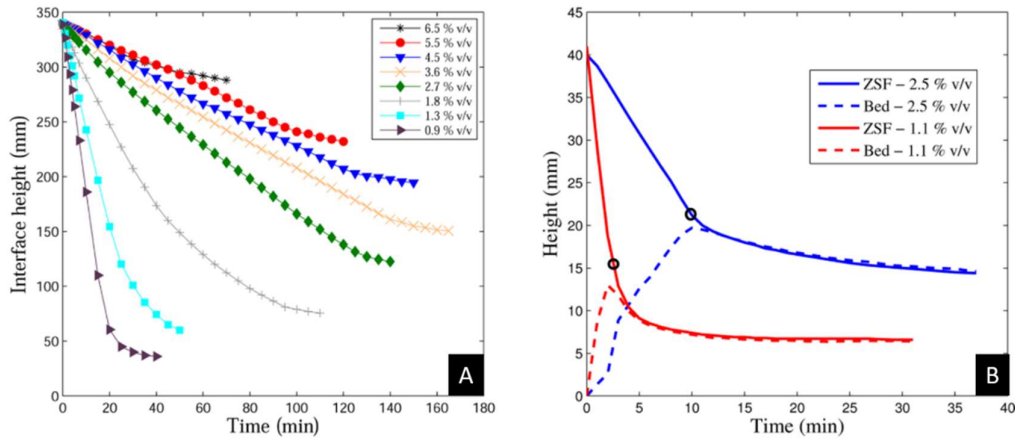 350
300
250
200
150
100
50
0
Interface height (mm)
0 20 40 60 80 100 120 140 160 180
Time (min)
6.5 % v/v
5.5 % v/v
4.5 % v/v
3.6 % v/v
2.7 % v/v
1.8 % v/v
1.3 % v/v
0.9 % v/v
A
45
40
35
30
25
20
15
10
5
0
Height (mm)
0 5 10 15 20 25 30 35 40
Time (min)
ZSF – 2.5 % v/v
Bed – 2.5 % v/v
ZSF – 1.1 % v/v
Bed – 1.1 % v/v
B